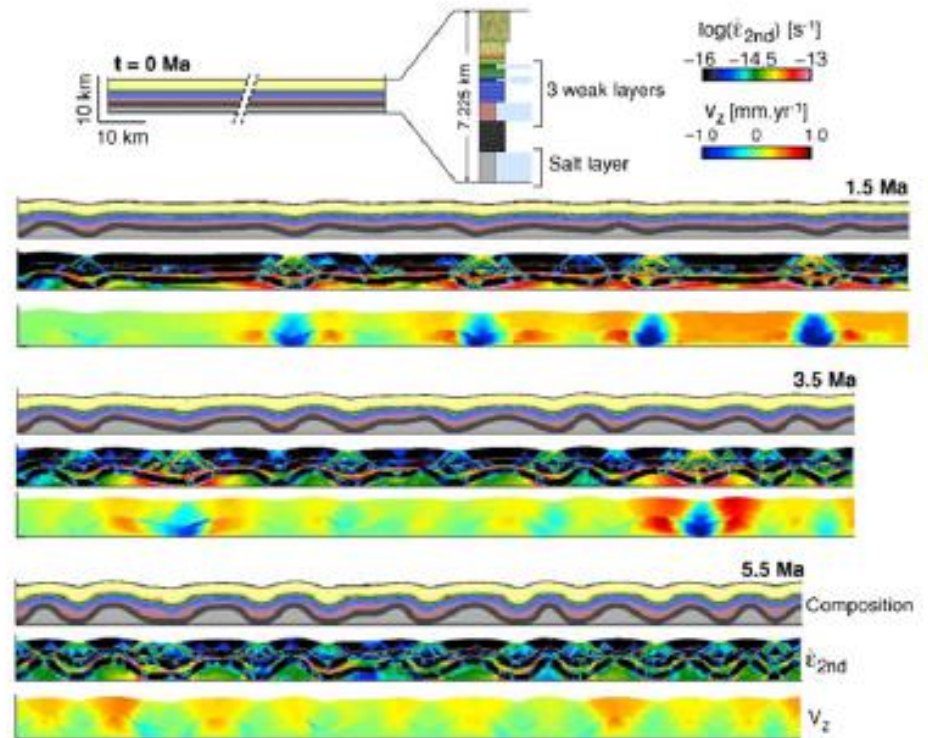 t = 0 Ma
10 km
10 km
7.225 km
3 weak layers
Salt layer
log(ε̇2nd) [s⁻¹]
−16 −14.5 −13
Vz [mm.yr⁻¹]
−1.0 0 1.0
1.5 Ma
3.5 Ma
5.5 Ma
Composition
ε̇2nd
Vz